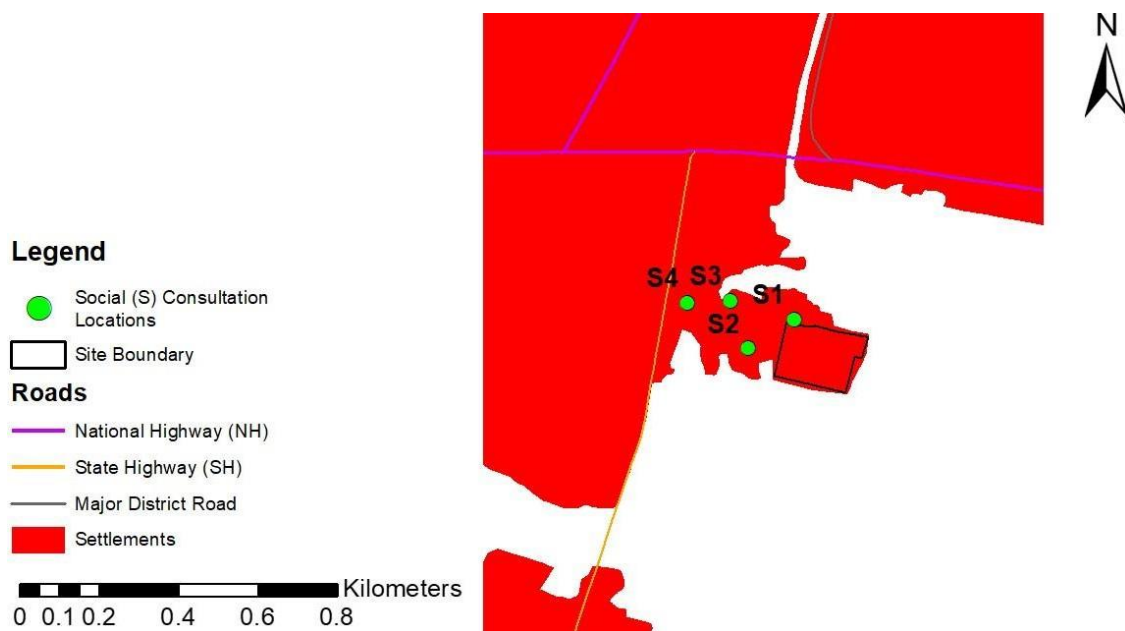 N
S4 S3
S1
S2
Legend
Social (S) Consultation
Locations
Site Boundary
Roads
National Highway (NH)
State Highway (SH)
Major District Road
Settlements
Kilometers
0 0.1 0.2 0.4 0.6 0.8